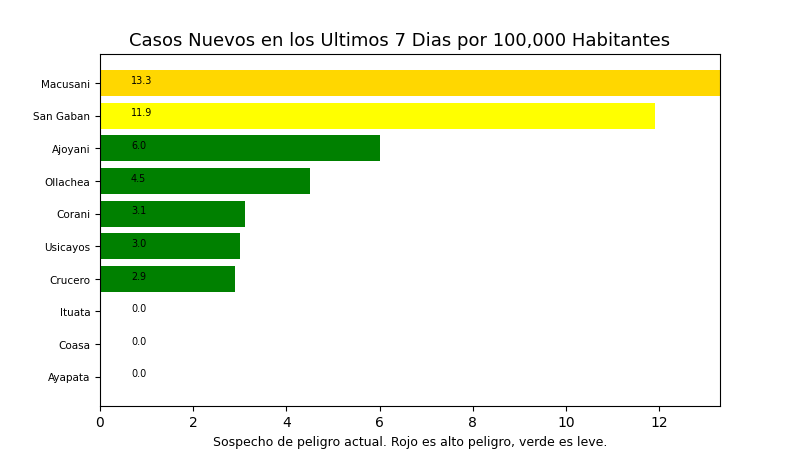 Casos Nuevos en los Ultimos 7 Dias por 100,000 Habitantes
Macusani 13.3
San Gaban 11.9
Ajoyani 6.0
Ollachea 4.5
Corani 3.1
Usicayos 3.0
Crucero 2.9
Ituata 0.0
Coasa 0.0
Ayapata 0.0
0 2 4 6 8 10 12
Sospecho de peligro actual. Rojo es alto peligro, verde es leve.